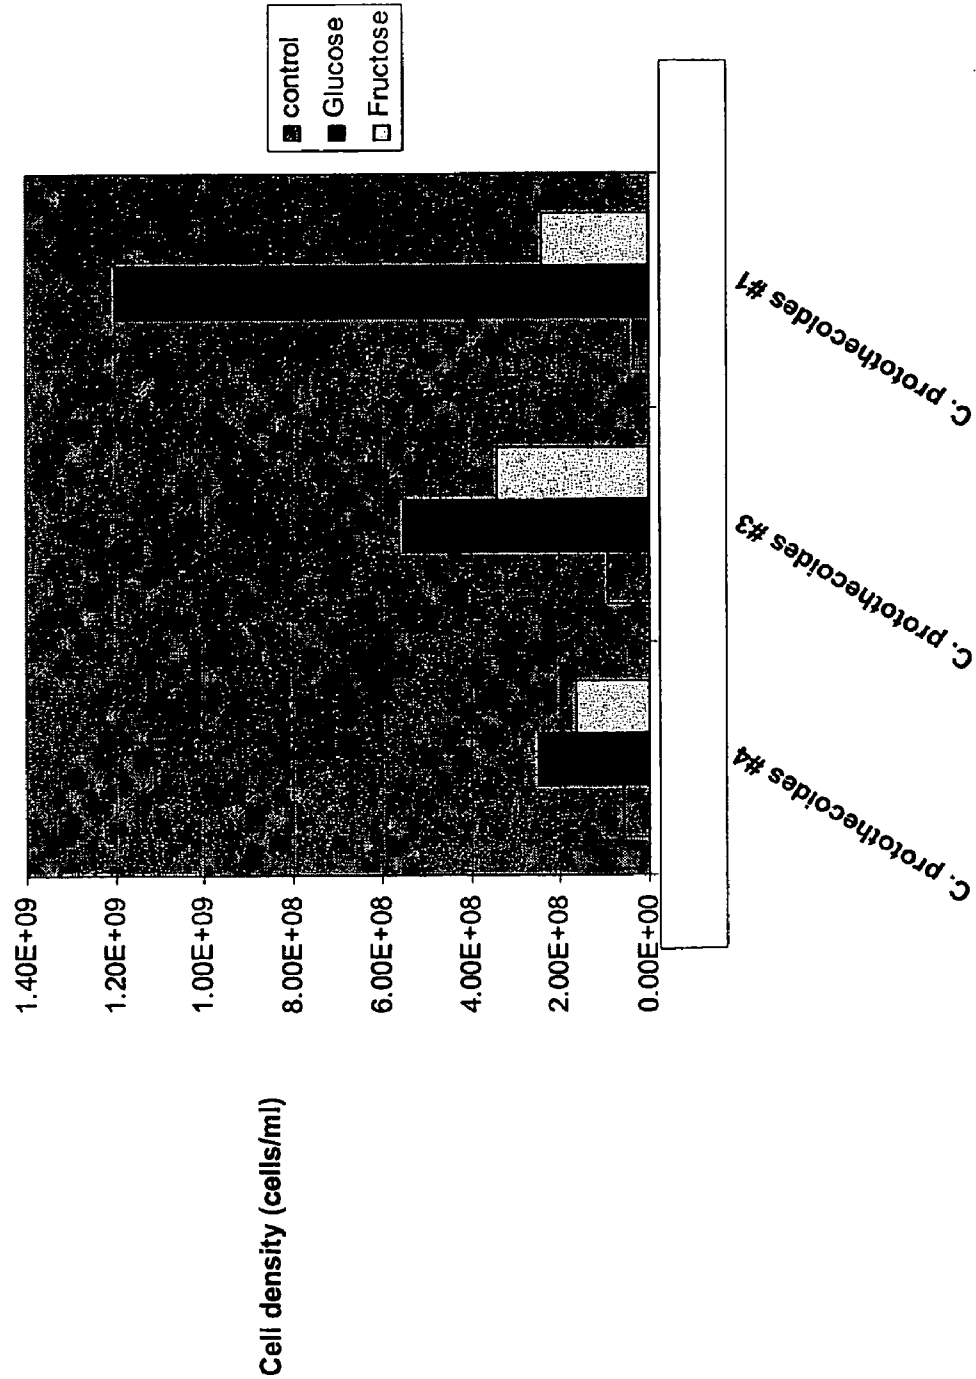 control
Glucose
Fructose
1.40E+09
1.20E+09
1.00E+09
8.00E+08
6.00E+08
4.00E+08
2.00E+08
0.00E+00
Cell density (cells/ml)
C. protothecoides #4
C. protothecoides #3
C. protothecoides #1